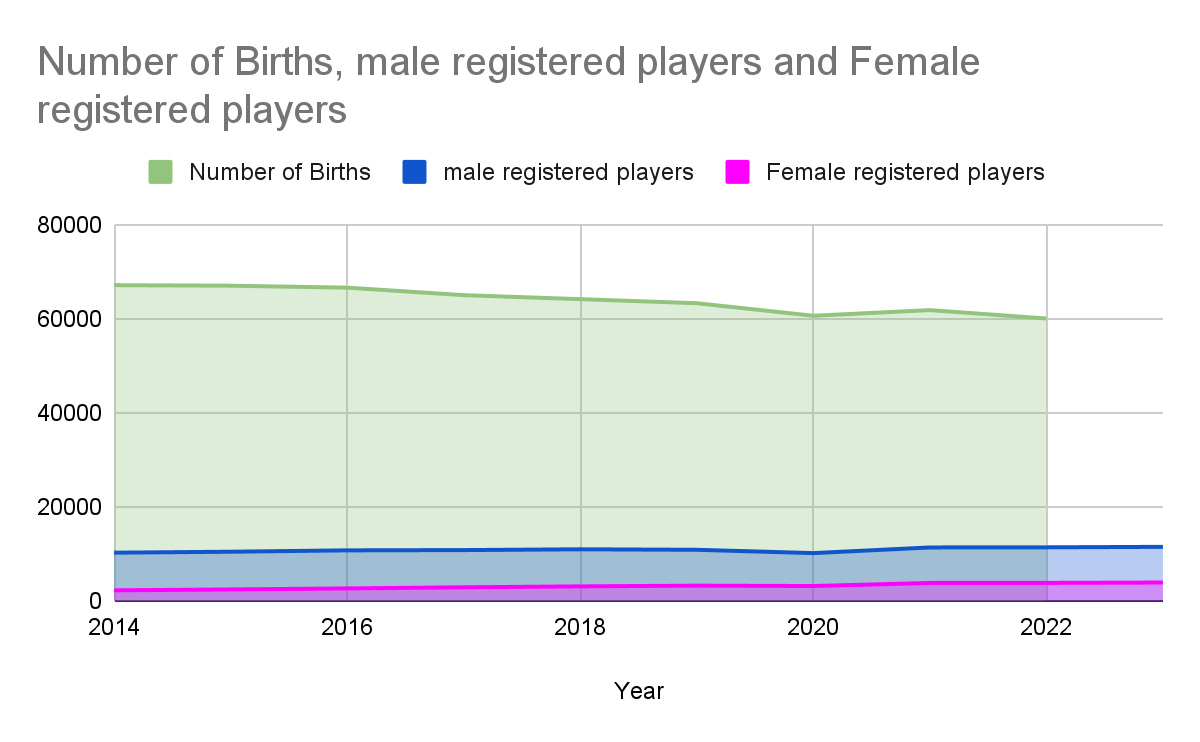 Number of Births, male registered players and Female
registered players
Number of Births male registered players Female registered players
80000
60000
40000
20000
0
2014 2016 2018 2020 2022
Year